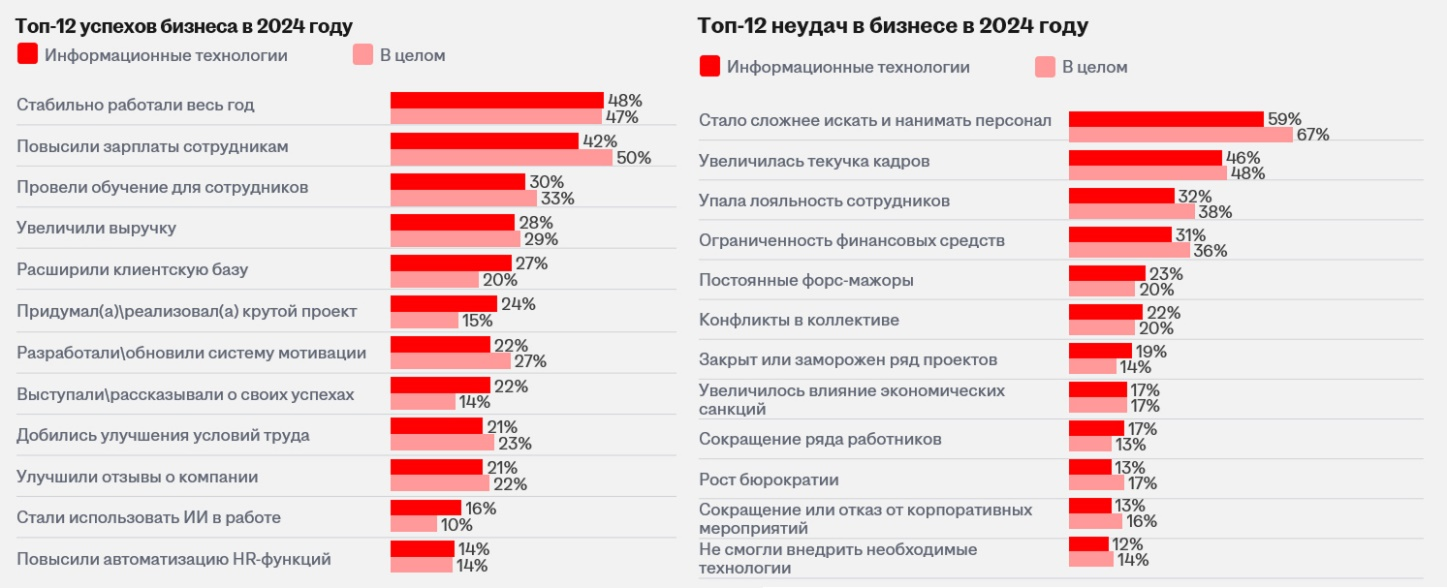 Топ-12 успехов бизнеса в 2024 году
Информационные технологии
В целом
Стабильно работали весь год
48%
47%
Повысили зарплаты сотрудникам
42%
50%
Провели обучение для сотрудников
30%
33%
Увеличили выручку
28%
29%
Расширили клиентскую базу
27%
20%
Придумал(а)\реализовал(а) крутой проект
24%
15%
Разработали\обновили систему мотивации
22%
27%
Выступали\рассказывали о своих успехах
22%
14%
Добились улучшения условий труда
21%
23%
Улучшили отзывы о компании
21%
22%
Стали использовать ИИ в работе
16%
10%
Повысили автоматизацию HR-функций
14%
14%
Топ-12 неудач в бизнесе в 2024 году
Информационные технологии
В целом
Стало сложнее искать и нанимать персонал
59%
67%
Увеличилась текучка кадров
46%
48%
Упала лояльность сотрудников
32%
38%
Ограниченность финансовых средств
31%
36%
Постоянные форс-мажоры
23%
20%
Конфликты в коллективе
22%
20%
Закрыт или заморожен ряд проектов
19%
14%
Увеличилось влияние экономических
санкций
17%
17%
Сокращение ряда работников
17%
13%
Рост бюрократии
13%
17%
Сокращение или отказ от корпоративных
мероприятий
13%
16%
Не смогли внедрить необходимые
технологии
12%
14%